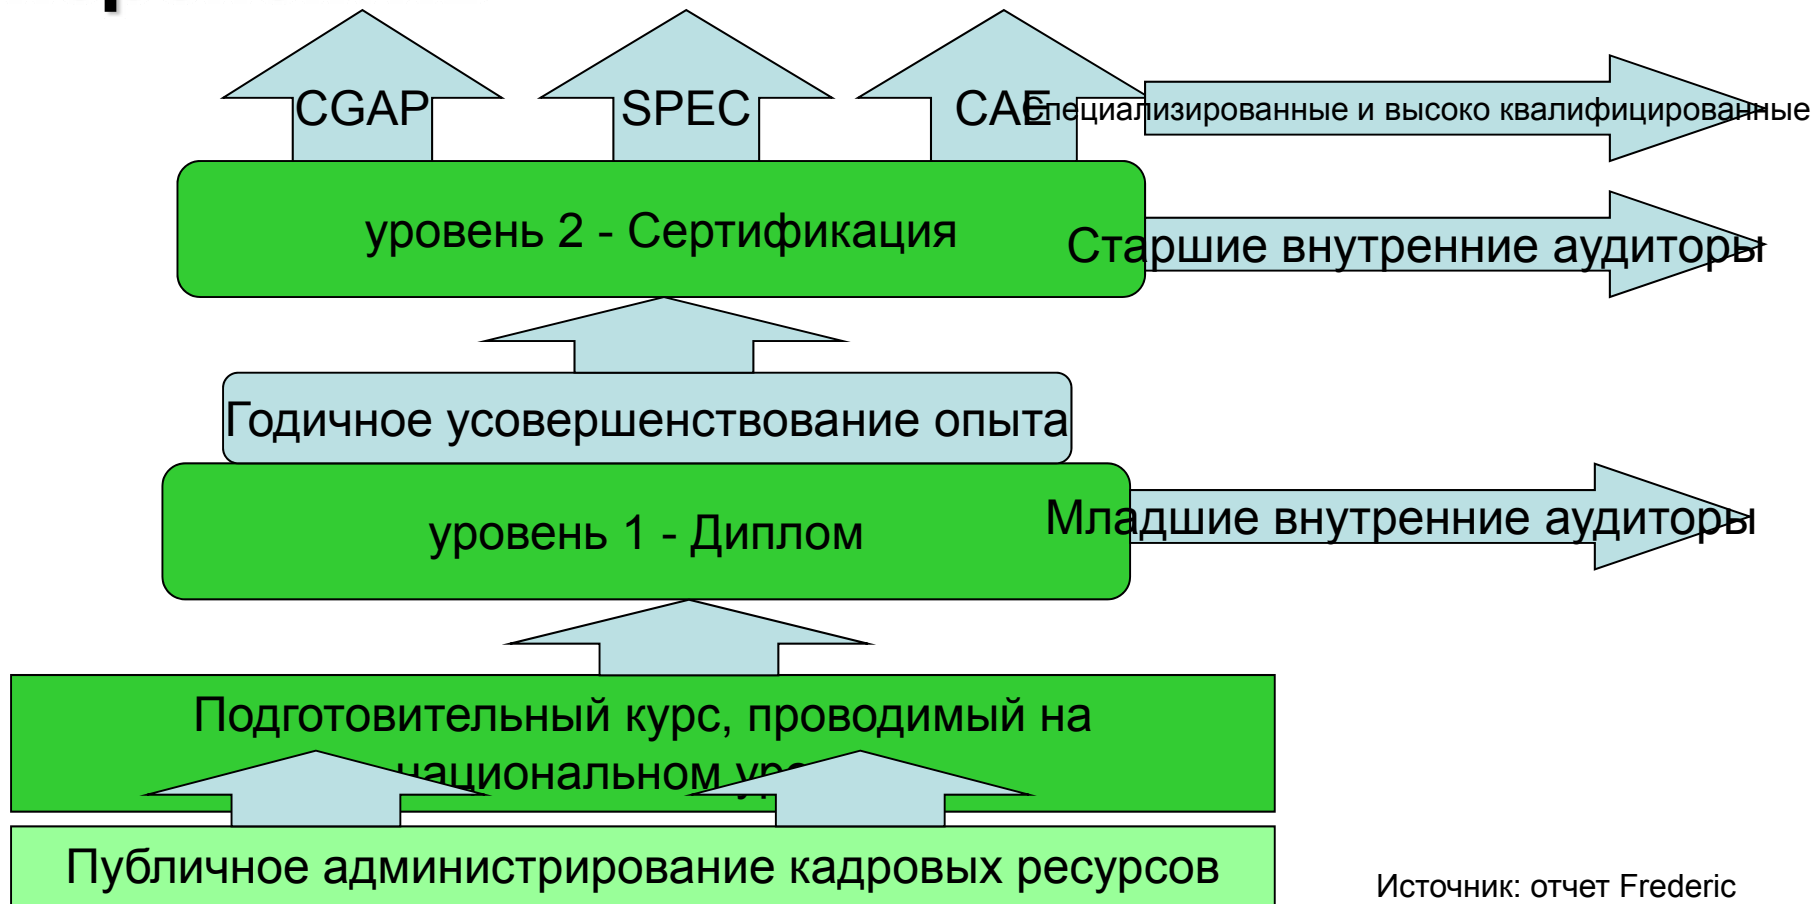 CGAP
SPEC
CAE
Специализированные и высоко квалифицированные
уровень 2 - Сертификация
Старшие внутренние аудиторы
Годичное усовершенствование опыта
уровень 1 - Диплом
Младшие внутренние аудиторы
Подготовительный курс, проводимый на
национальном
Публичное администрирование кадровых ресурсов
Источник: отчет Frederic